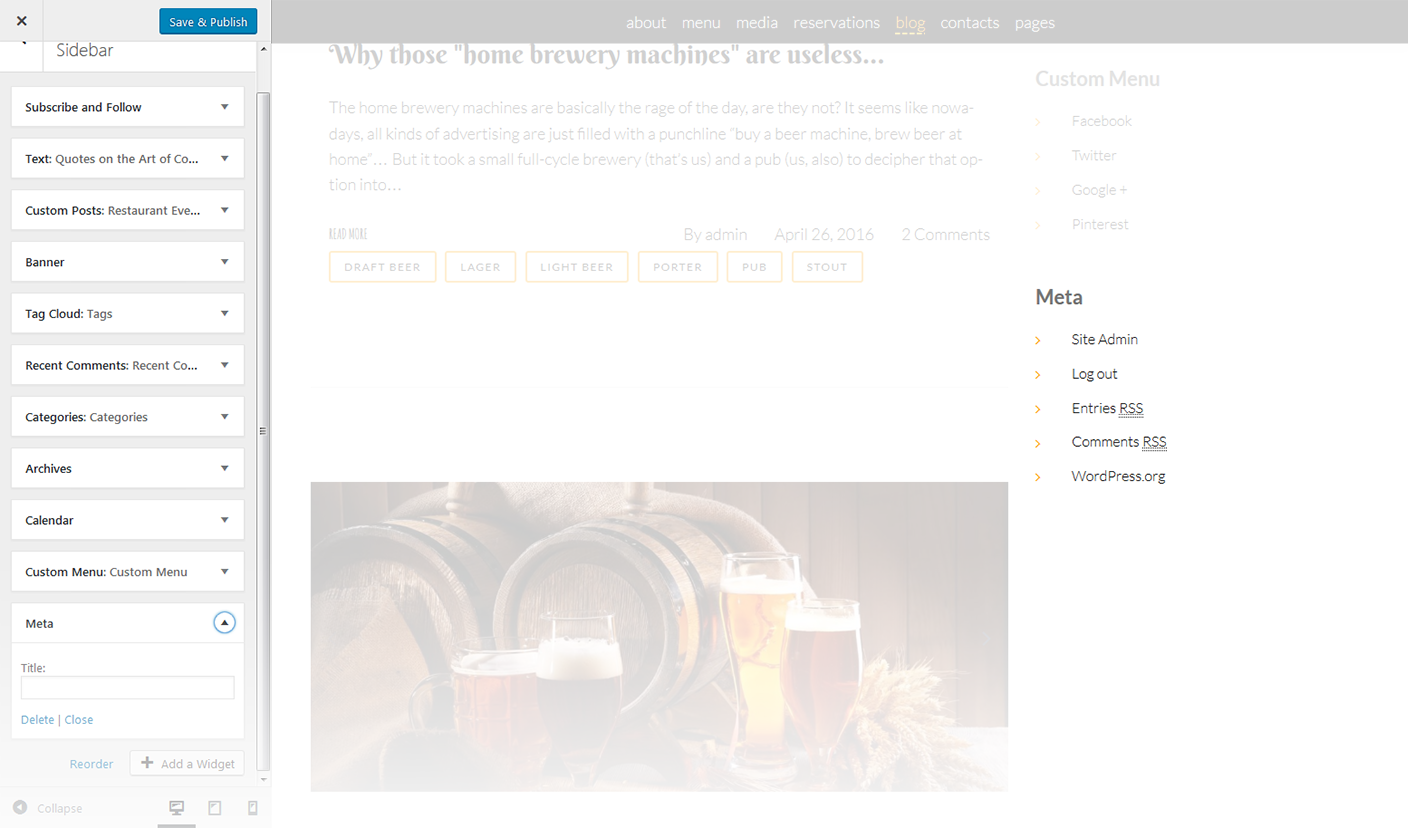 Save & Publish
Sidebar
Subscribe and Follow
Text: Quotes on the Art of Co...
Custom Posts: Restaurant Eve...
Banner
Tag Cloud: Tags
Recent Comments: Recent Co...
Categories: Categories
Archives
Calendar
Custom Menu: Custom Menu
Meta
Title:
Delete | Close
Reorder
Add a Widget
Collapse
about menu media reservations blog contacts pages
Why those "home brewery machines" are useless...
The home brewery machines are basically the rage of the day, are they not? It seems like nowa-
days, all kinds of advertising are just filled with a punchline "buy a beer machine, brew beer at
home"... But it took a small full-cycle brewery (that's us) and a pub (us, also) to decipher that op-
tion into...
READ MORE
By admin April 26, 2016 2 Comments
DRAFT BEER LAGER LIGHT BEER PORTER PUB STOUT
Custom Menu
Facebook
Twitter
Google +
Pinterest
Meta
Site Admin
Log out
Entries RSS
Comments RSS
WordPress.org